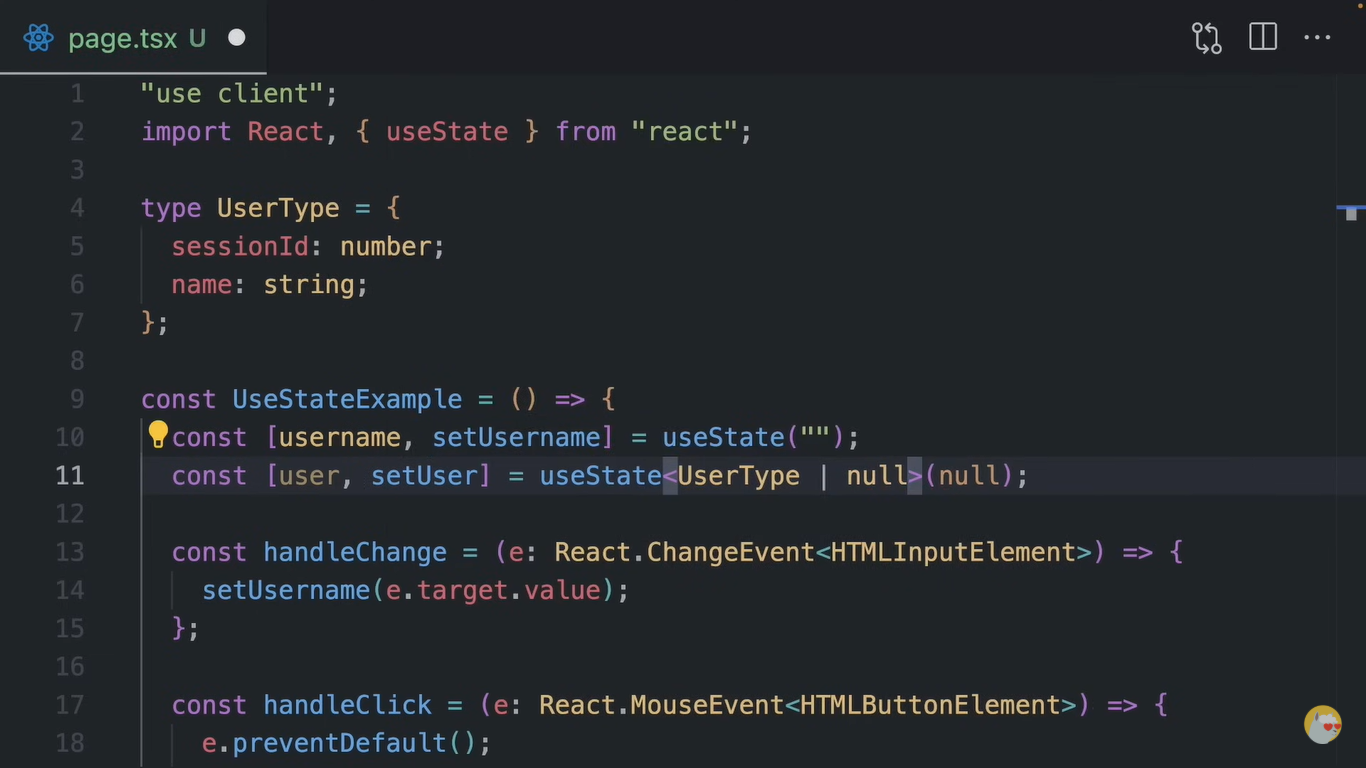 page.tsx U
1 "use client";
2 import React, { useState } from "react";
3
4 type UserType = {
5 sessionId: number;
6 name: string;
7 };
8
9 const UseStateExample = () => {
10 const [username, setUsername] = useState("");
11 const [user, setUser] = useState<UserType | null>(null);
12
13 const handleChange = (e: React.ChangeEvent<HTMLInputElement>) => {
14 setUsername(e.target.value);
15 };
16
17 const handleClick = (e: React.MouseEvent<HTMLButtonElement>) => {
18 e.preventDefault();